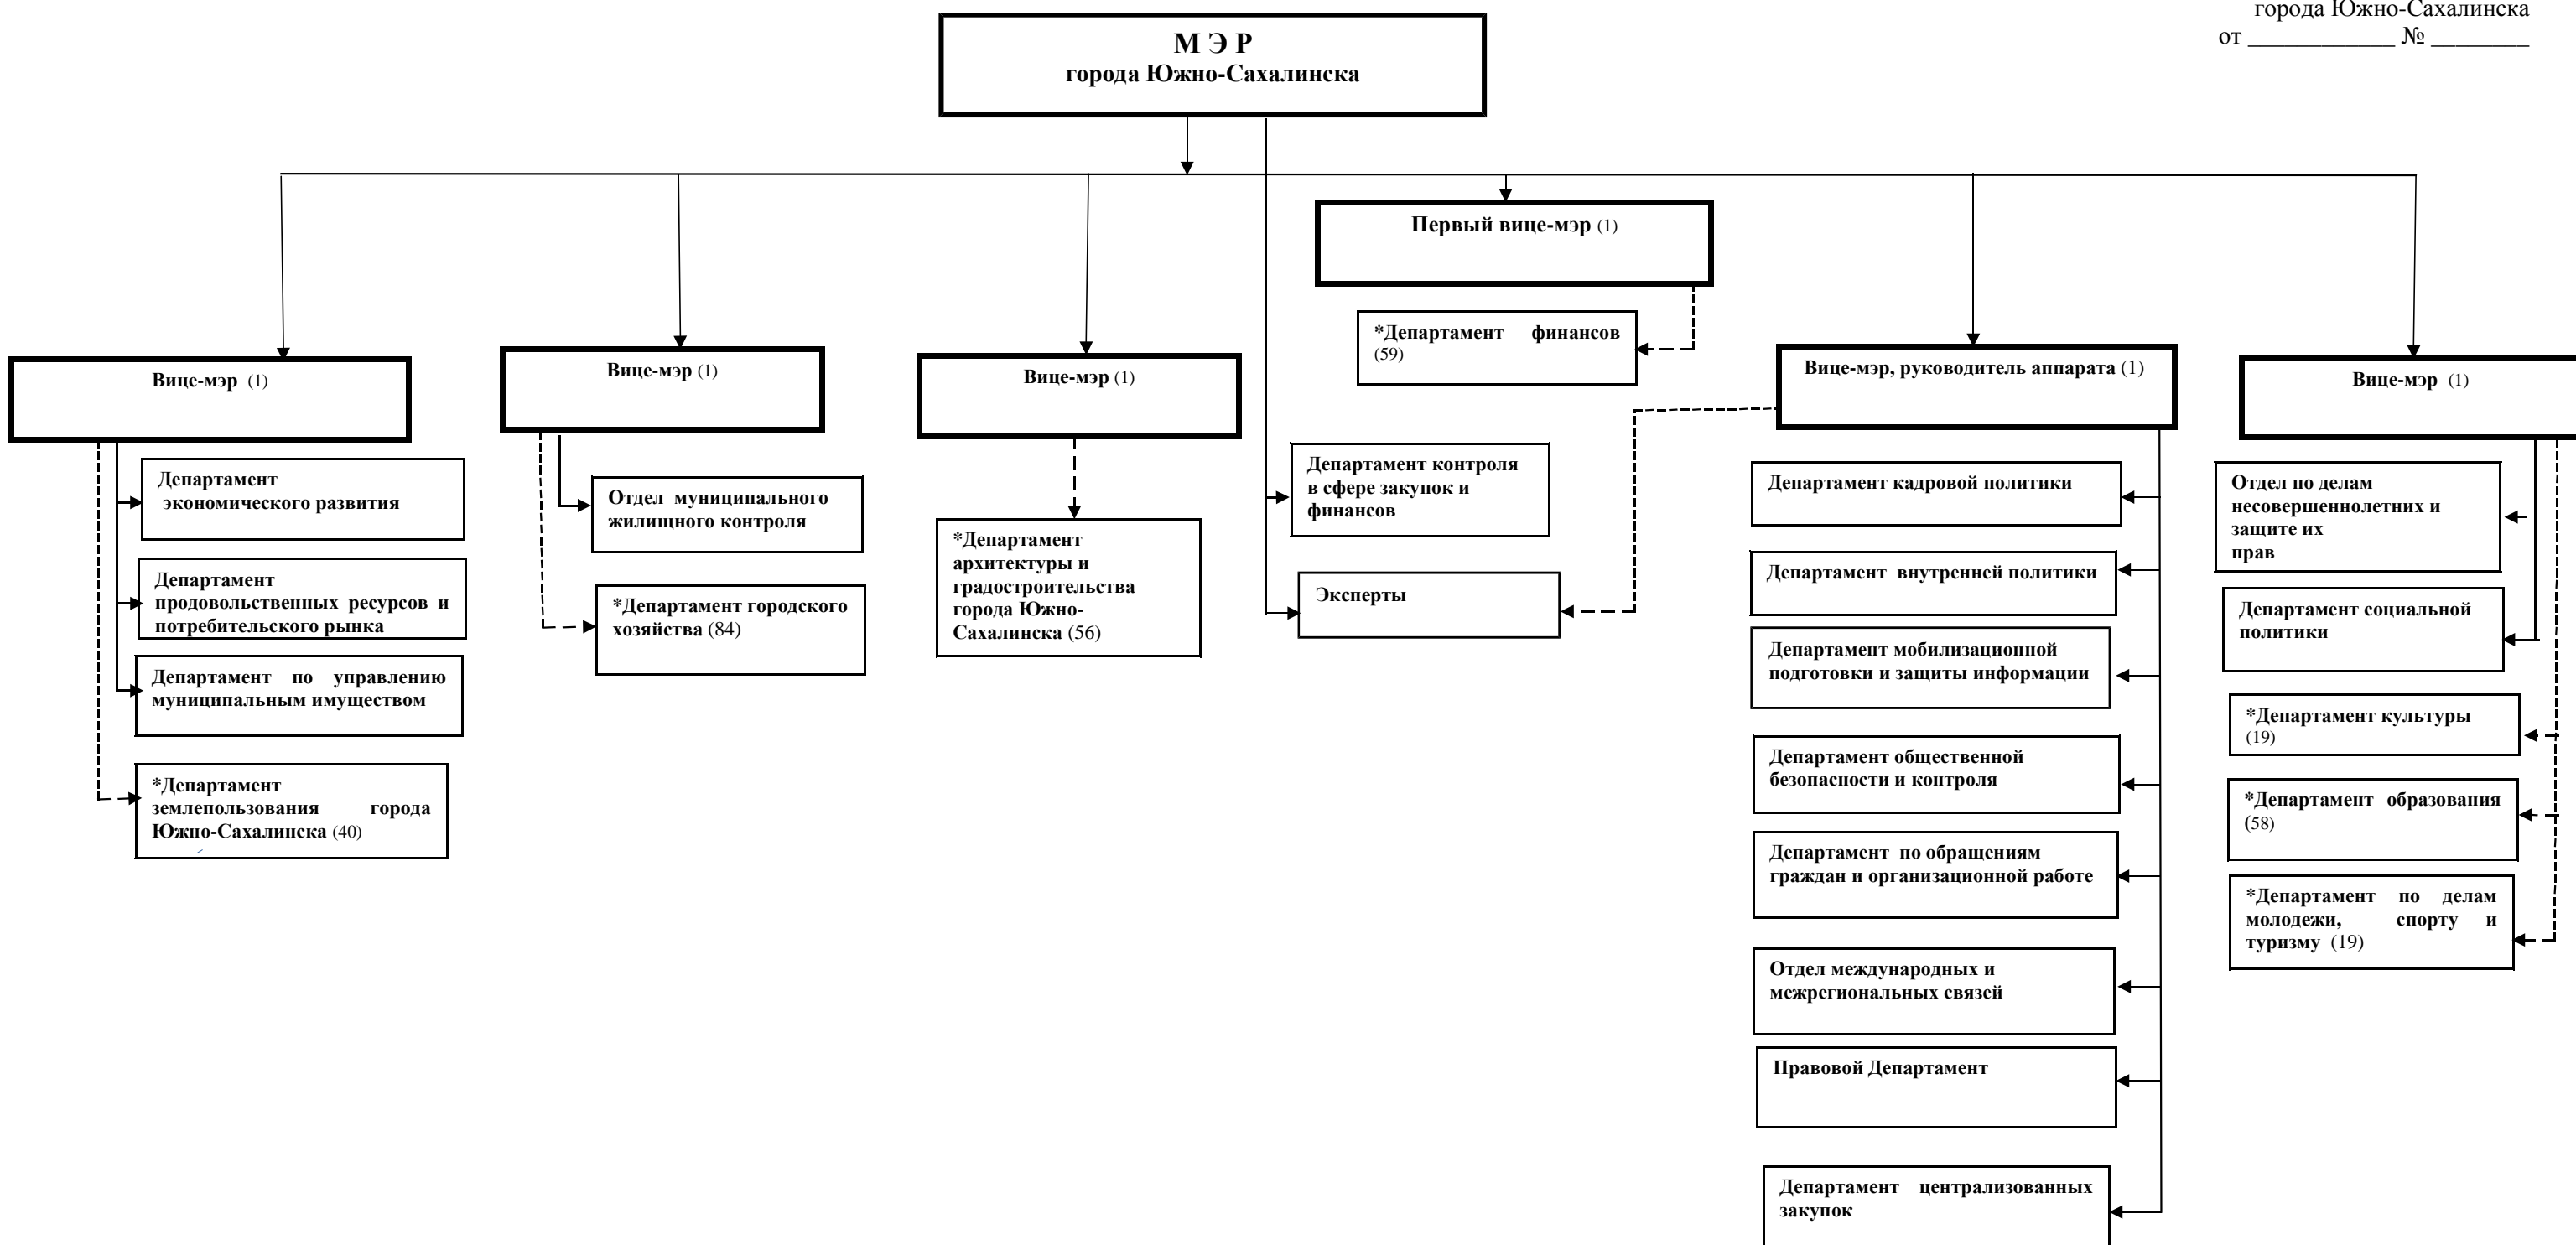 города Южно-Сахалинска
от ____________ № ________
М Э Р
города Южно-Сахалинска
Первый вице-мэр (1)
*Департамент финансов
(59)
Вице-мэр (1)
Департамент
экономического развития
Департамент
продовольственных ресурсов и
потребительского рынка
Департамент по управлению
муниципальным имуществом
*Департамент
землепользования города
Южно-Сахалинска (40)
Вице-мэр (1)
Отдел муниципального
жилищного контроля
*Департамент городского
хозяйства (84)
Вице-мэр (1)
*Департамент
архитектуры и
градостроительства
города Южно-
Сахалинска (56)
Департамент контроля
в сфере закупок и
финансов
Эксперты
Вице-мэр, руководитель аппарата (1)
Департамент кадровой политики
Департамент внутренней политики
Департамент мобилизационной
подготовки и защиты информации
Департамент общественной
безопасности и контроля
Департамент по обращениям
граждан и организационной работе
Отдел международных и
межрегиональных связей
Правовой Департамент
Департамент централизованных
закупок
Вице-мэр (1)
Отдел по делам
несовершеннолетних и
защите их
прав
Департамент социальной
политики
*Департамент культуры
(19)
*Департамент образования
(58)
*Департамент по делам
молодежи, спорту и
туризму (19)